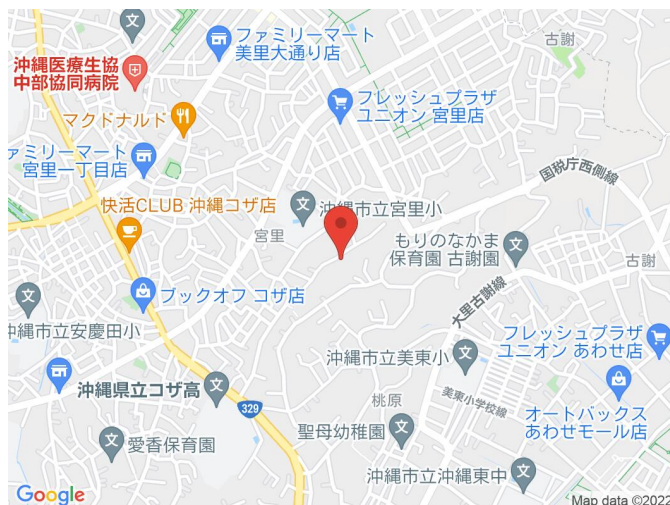 ファミリーマート
美里大通り店
古謝
沖縄医療生協
中部協同病院
マクドナルド
フレッシュプラザ
ユニオン 宮里店
ァミリーマート
宮里一丁目店
国税庁西側線
快活CLUB 沖縄コザ店
沖縄市立宮里小
宮里
もりのなかま
保育園 古謝園
古謝
ブックオフ コザ店
大里古謝線
沖縄市立安慶田小
フレッシュプラザ
ユニオン あわせ店
沖縄市立美東小
沖縄県立コザ高
桃原
美東小学校線
329
オートバックス
あわせモール店
愛香保育園
聖母幼稚園
沖縄市立沖縄東中
Google
Map data ©2022